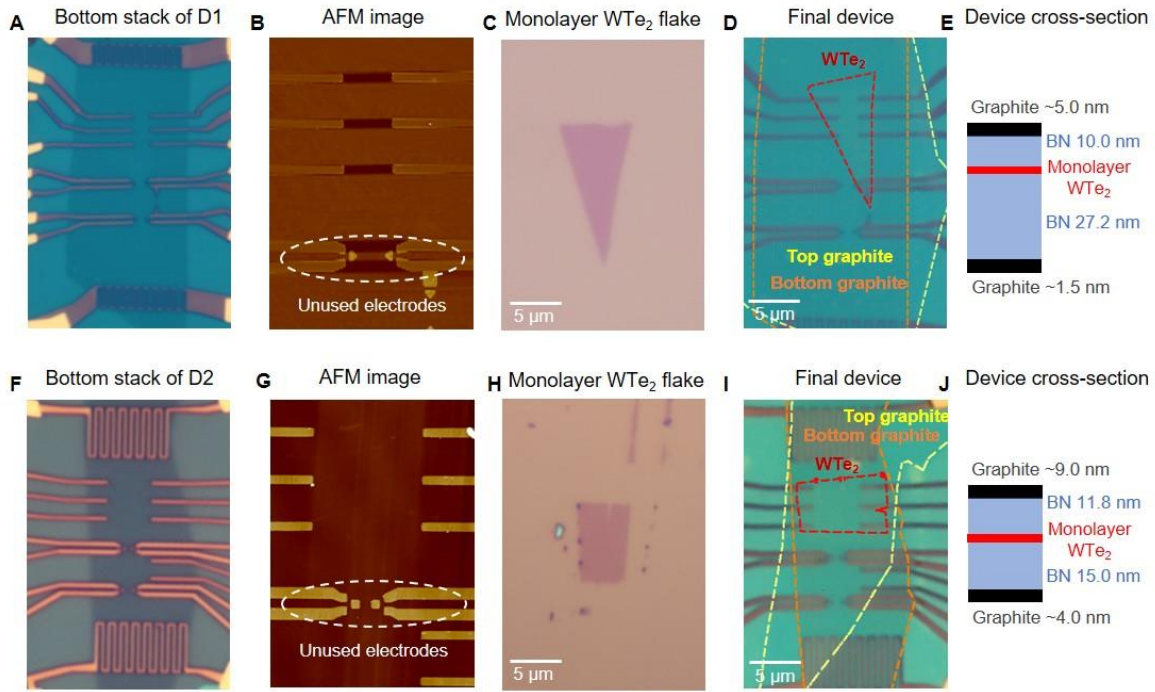 A Bottom stack of D1
B AFM image
Unused electrodes
C Monolayer WTe₂ flake
5 μm
D Final device
WTe₂
Top graphite
Bottom graphite
5 μm
E Device cross-section
Graphite ~5.0 nm
BN 10.0 nm
Monolayer
WTe₂
BN 27.2 nm
Graphite ~1.5 nm
F Bottom stack of D2
G AFM image
Unused electrodes
H Monolayer WTe₂ flake
5 μm
I Final device
Top graphite
Bottom graphite
WTe₂
5 μm
J Device cross-section
Graphite ~9.0 nm
BN 11.8 nm
Monolayer
WTe₂
BN 15.0 nm
Graphite ~4.0 nm